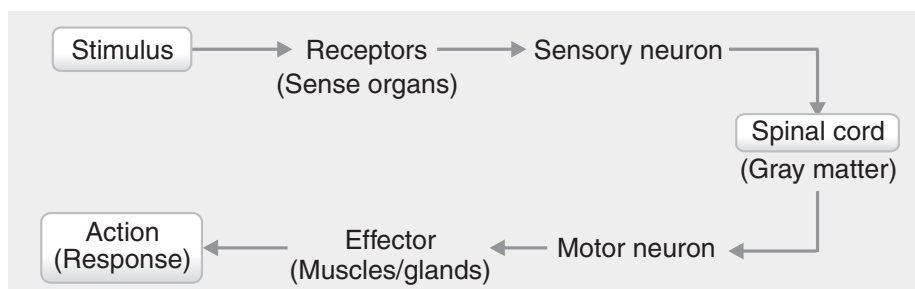 Stimulus
Receptors
(Sense organs)
Sensory neuron
Spinal cord
(Gray matter)
Motor neuron
Effector
(Muscles/glands)
Action
(Response)